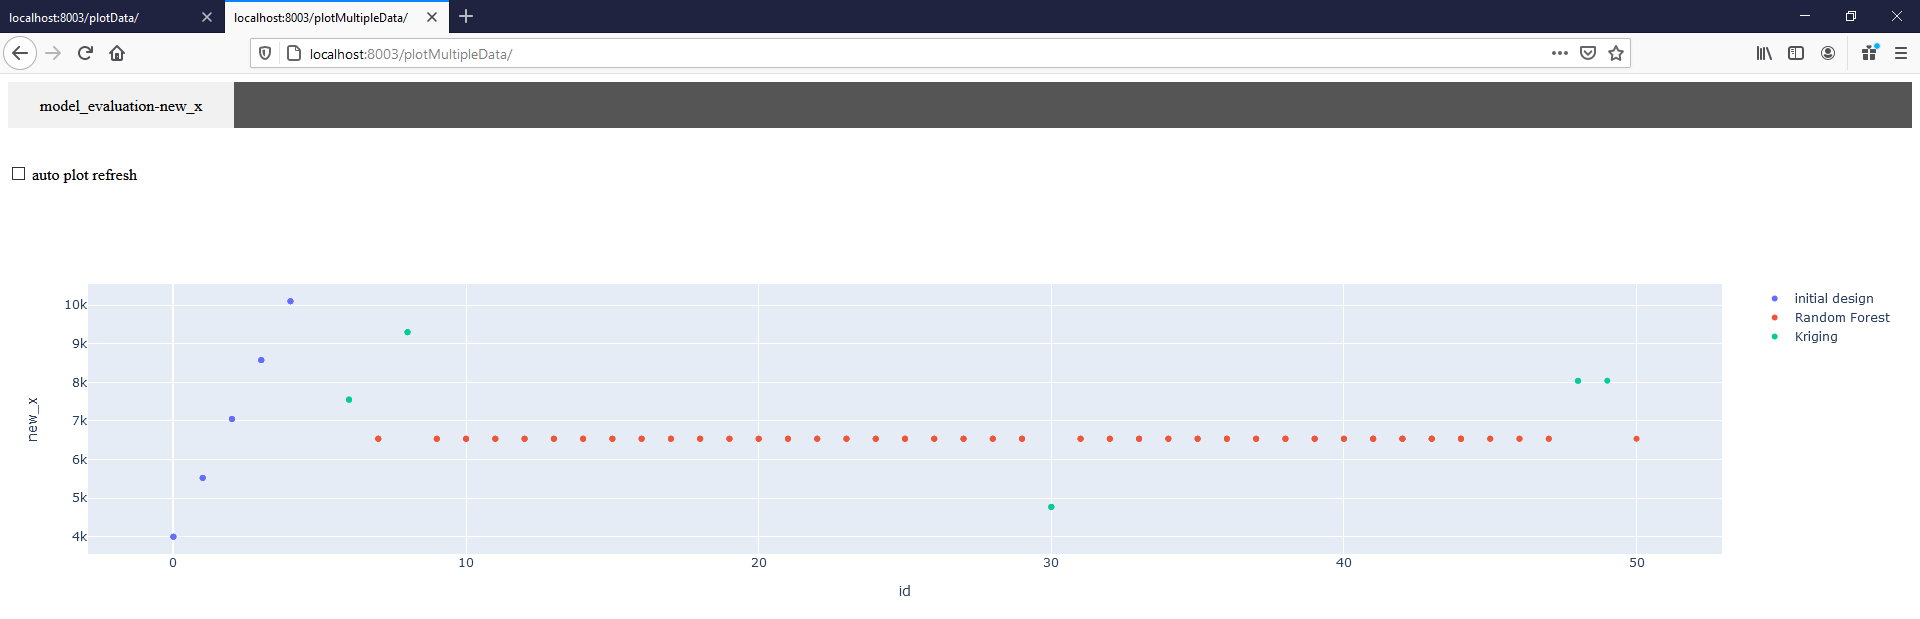 localhost:8003/plotData/
localhost:8003/plotMultipleData/
localhost:8003/plotMultipleData/
model_evaluation-new_x
auto plot refresh
10k
9k
8k
7k
6k
5k
4k
new_x
0 10 20 30 40 50
id
initial design
Random Forest
Kriging